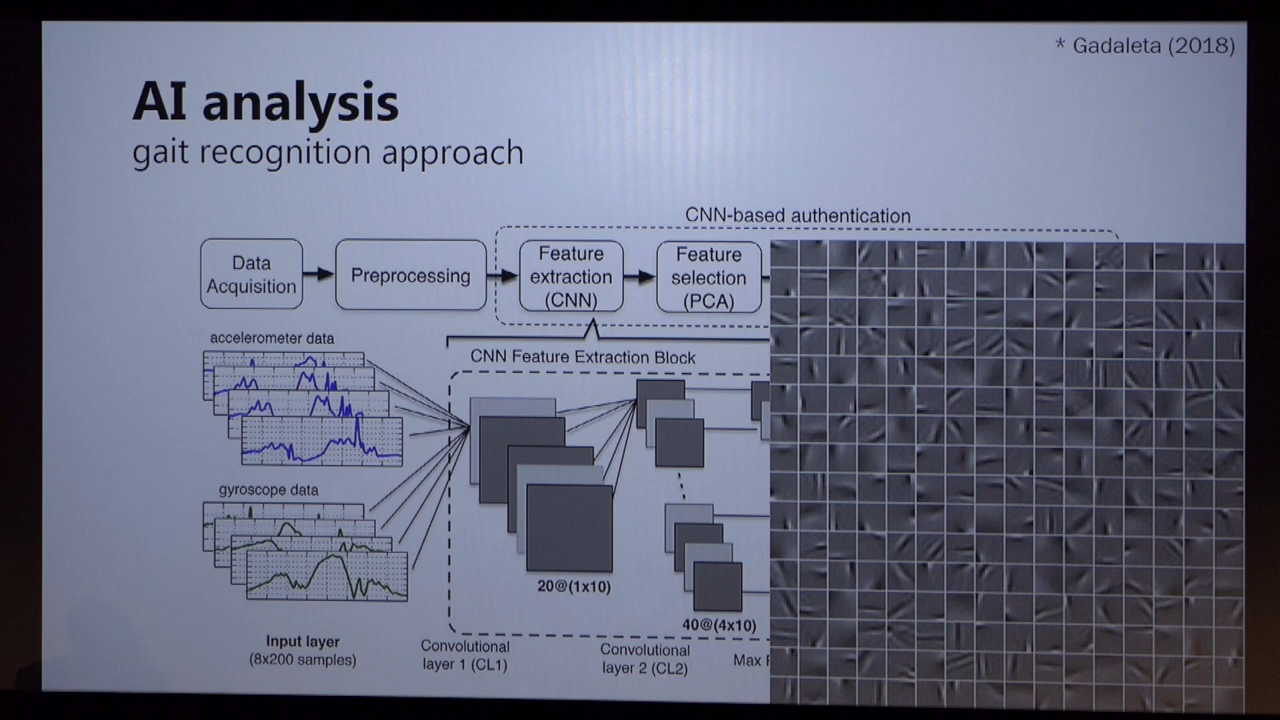 * Gadaleta (2018)
AI analysis
gait recognition approach
CNN-based authentication
Data
Acquisition
Preprocessing
Feature
extraction
(CNN)
Feature
selection
(PCA)
accelerometer data
CNN Feature Extraction Block
gyroscope data
20@(1x10)
40@(4x10)
Input layer
(8x200 samples)
Convolutional
layer 1 (CL1)
Convolutional
layer 2 (CL2)
Max